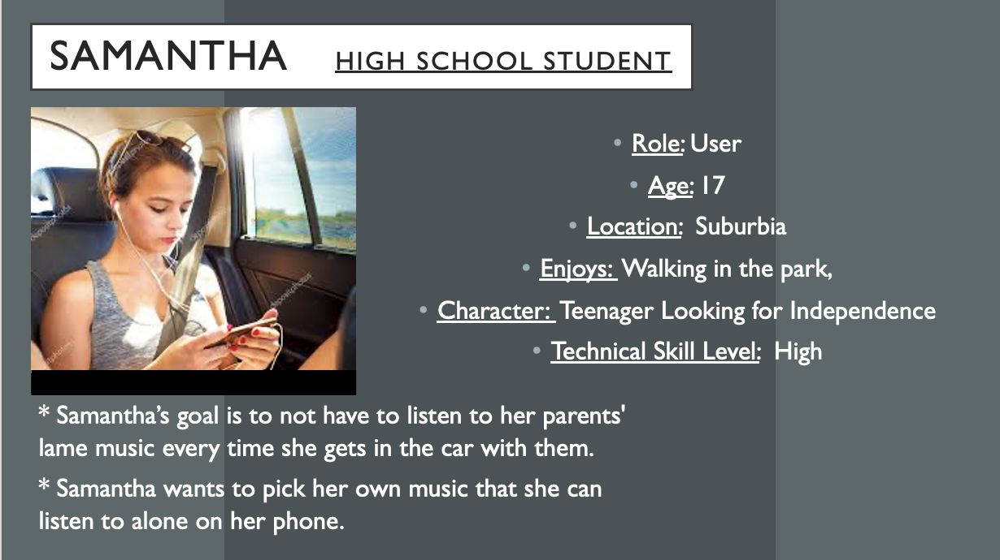 SAMANTHA HIGH SCHOOL STUDENT
• Role: User
• Age: 17
• Location:  Suburbia
• Enjoys:  Walking in the park,
• Character:  Teenager Looking for Independence
• Technical Skill Level:  High
depositphotos
depositphotos
depositphotos
* Samantha’s goal is to not have to listen to her parents'
lame music every time she gets in the car with them.
* Samantha wants to pick her own music that she can
listen to alone on her phone.